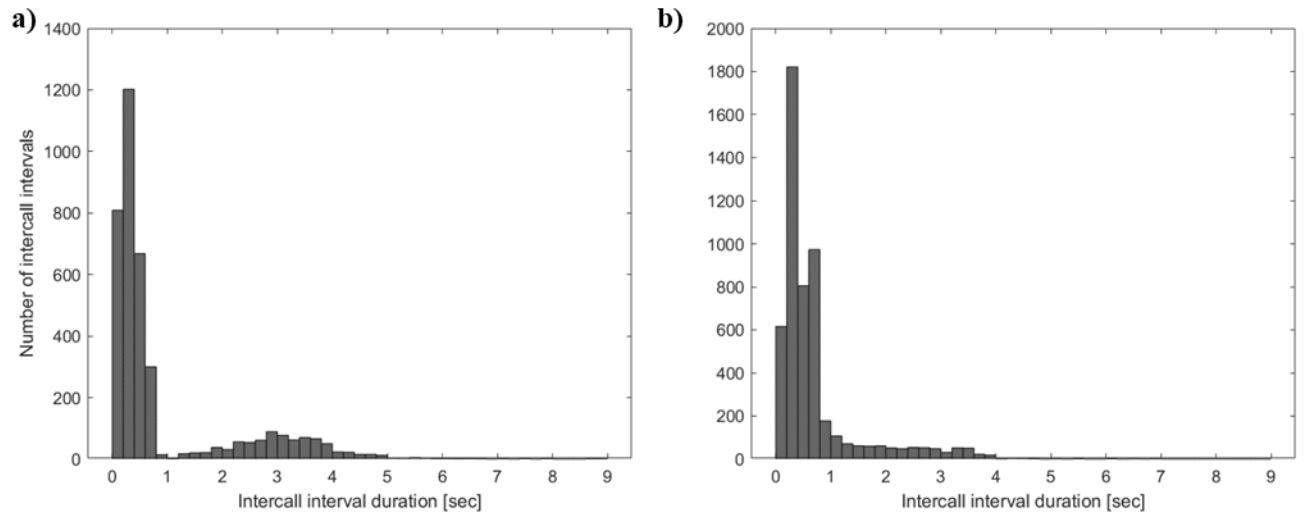 a)
1400
1200
1000
800
600
400
200
0
Number of intercall intervals
0 1 2 3 4 5 6 7 8 9
Intercall interval duration [sec]
b)
2000
1800
1600
1400
1200
1000
800
600
400
200
0
0 1 2 3 4 5 6 7 8 9
Intercall interval duration [sec]